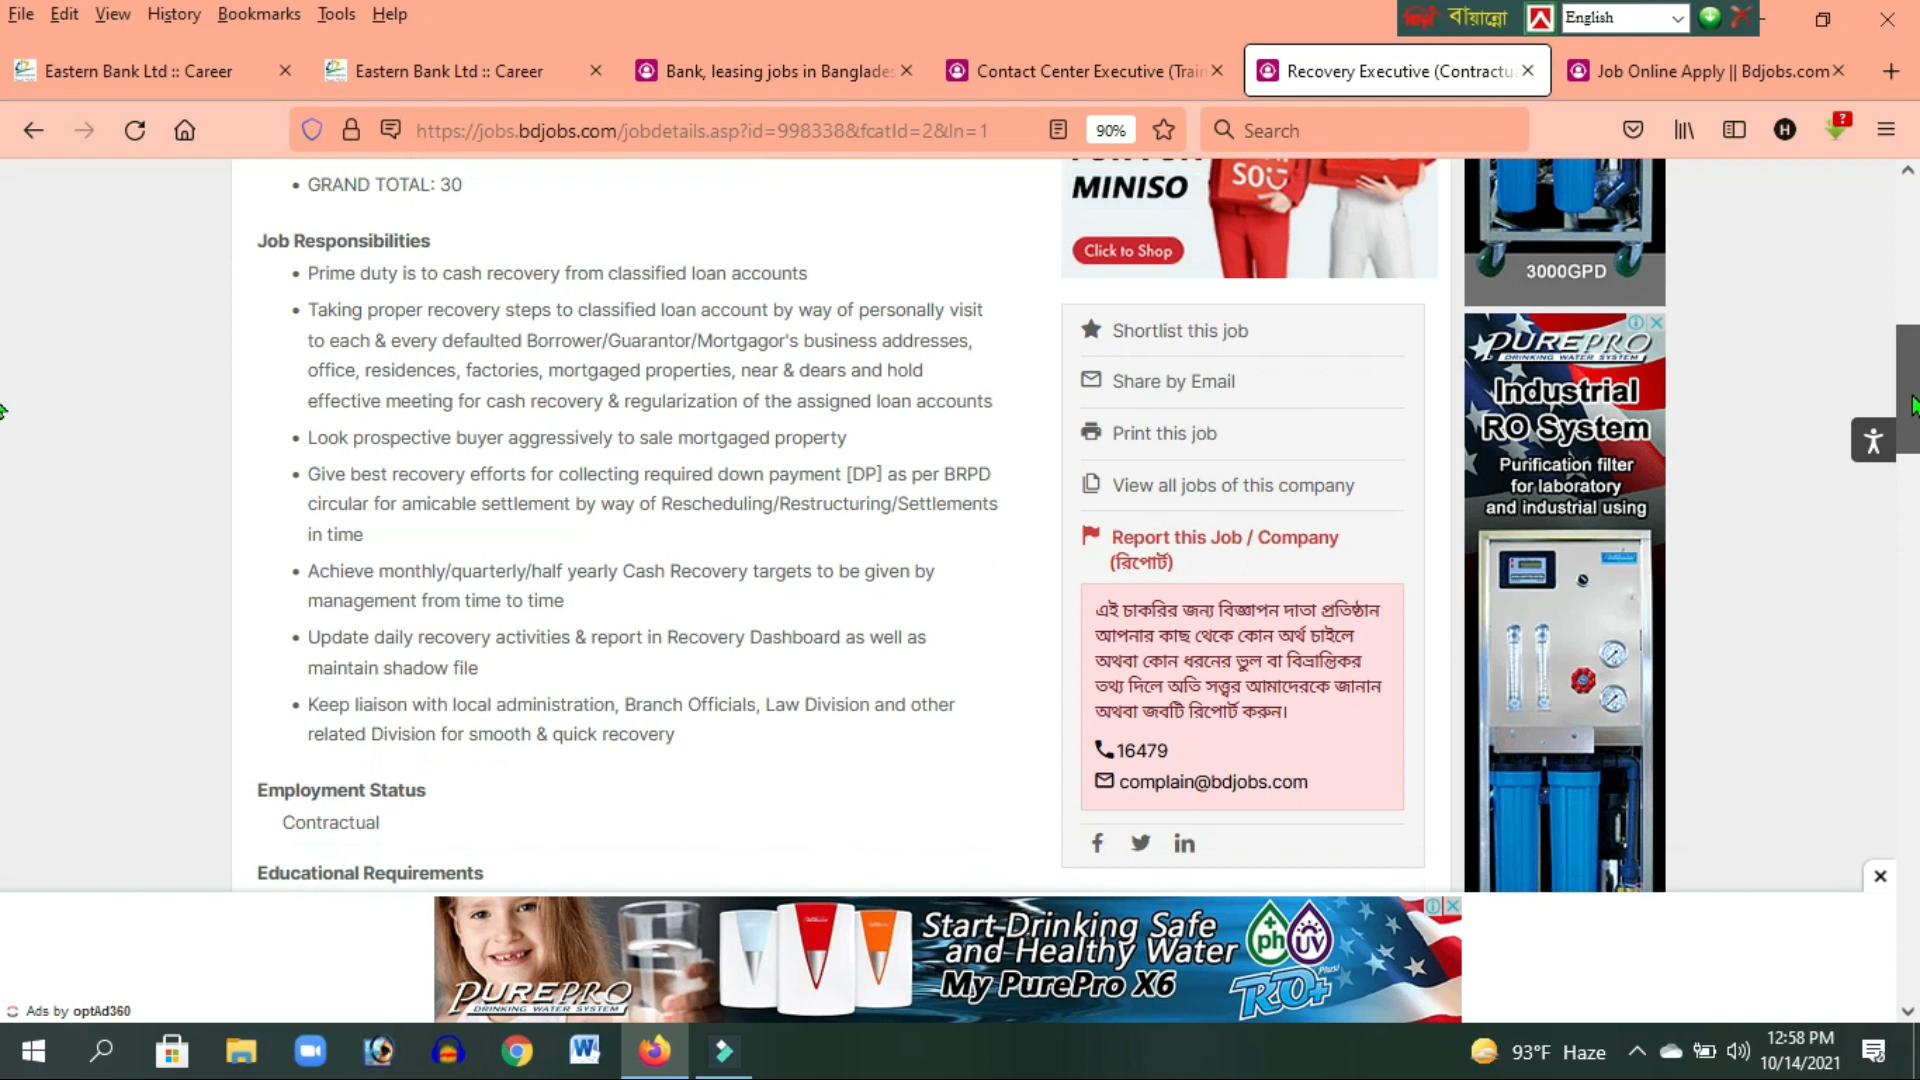 File Edit View History Bookmarks Tools Help
বায়ান্নো
English
Eastern Bank Ltd :: Career
Eastern Bank Ltd :: Career
Bank, leasing jobs in Banglade
Contact Center Executive (Train
Recovery Executive (Contractu
Job Online Apply || Bdjobs.com
https://jobs.bdjobs.com/jobdetails.asp?id=998338&fcatId=2&ln=1
90%
Search
GRAND TOTAL: 30
Job Responsibilities
Prime duty is to cash recovery from classified loan accounts
Taking proper recovery steps to classified loan account by way of personally visit
to each & every defaulted Borrower/Guarantor/Mortgagor's business addresses,
office, residences, factories, mortgaged properties, near & dears and hold
effective meeting for cash recovery & regularization of the assigned loan accounts
Look prospective buyer aggressively to sale mortgaged property
Give best recovery efforts for collecting required down payment [DP] as per BRPD
circular for amicable settlement by way of Rescheduling/Restructuring/Settlements
in time
Achieve monthly/quarterly/half yearly Cash Recovery targets to be given by
management from time to time
Update daily recovery activities & report in Recovery Dashboard as well as
maintain shadow file
Keep liaison with local administration, Branch Officials, Law Division and other
related Division for smooth & quick recovery
Employment Status
Contractual
Educational Requirements
MINISO
Click to Shop
Shortlist this job
Share by Email
Print this job
View all jobs of this company
Report this Job / Company
(রিপোর্ট)
এই চাকরির জন্য বিজ্ঞাপন দাতা প্রতিষ্ঠান
আপনার কাছ থেকে কোন অর্থ চাইলে
অথবা কোন ধরনের ভুল বা বিভ্রান্তিকর
তথ্য দিলে অতি সত্ত্বর আমাদেরকে জানান
অথবা জবটি রিপোর্ট করুন।
16479
complain@bdjobs.com
3000GPD
PUREPRO
DRINKING WATER SYSTEM
Industrial
RO System
Purification filter
for laboratory
and industrial using
PUREPRO
DRINKING WATER SYSTEM
Start Drinking Safe
and Healthy Water
My PurePro X6
ph UV
RO+ Plus!
Ads by optAd360
93°F Haze
12:58 PM
10/14/2021